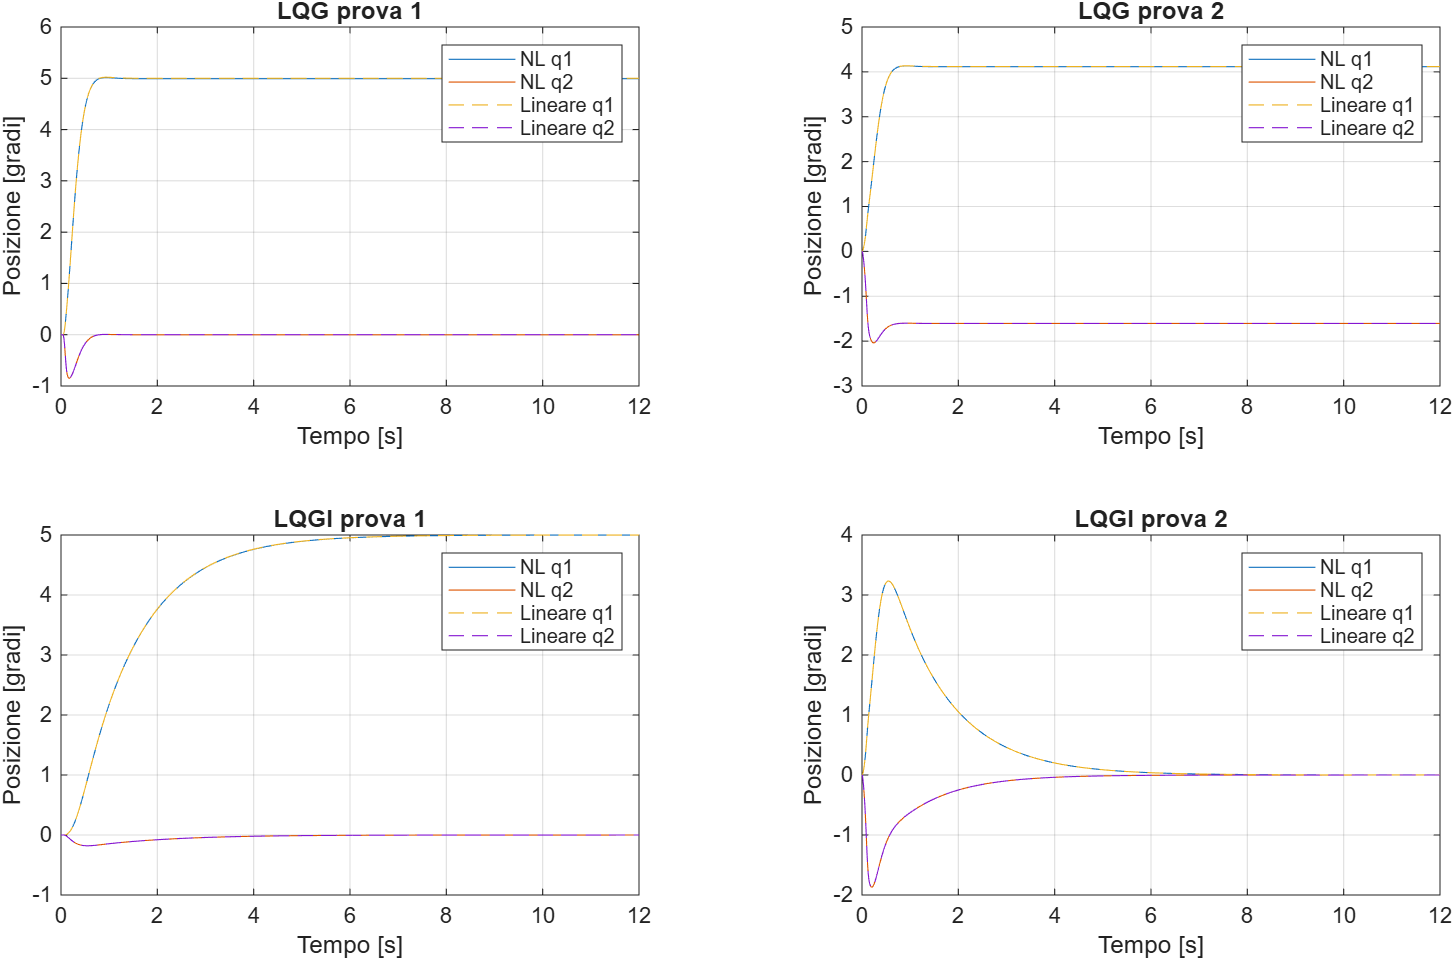 LQG prova 1
6
5
4
3
2
1
0
-1
Posizione [gradi]
NL q1
NL q2
Lineare q1
Lineare q2
0 2 4 6 8 10 12
Tempo [s]
LQG prova 2
5
4
3
2
1
0
-1
-2
-3
Posizione [gradi]
NL q1
NL q2
Lineare q1
Lineare q2
0 2 4 6 8 10 12
Tempo [s]
LQGI prova 1
5
4
3
2
1
0
-1
Posizione [gradi]
NL q1
NL q2
Lineare q1
Lineare q2
0 2 4 6 8 10 12
Tempo [s]
LQGI prova 2
4
3
2
1
0
-1
-2
Posizione [gradi]
NL q1
NL q2
Lineare q1
Lineare q2
0 2 4 6 8 10 12
Tempo [s]